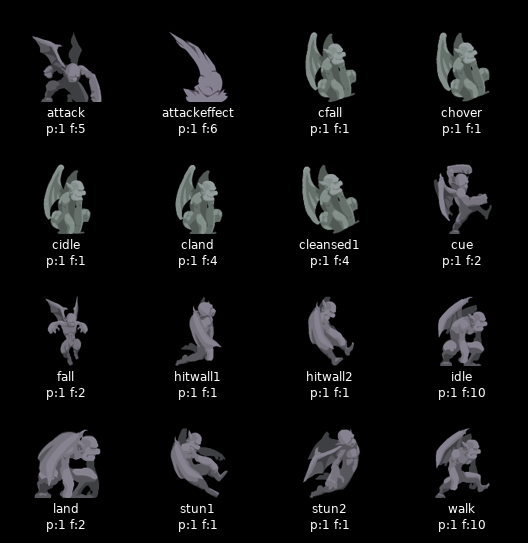 attack
p:1 f:5
attackeffect
p:1 f:6
cfall
p:1 f:1
chover
p:1 f:1
cidle
p:1 f:1
cland
p:1 f:4
cleansed1
p:1 f:4
cue
p:1 f:2
fall
p:1 f:2
hitwall1
p:1 f:1
hitwall2
p:1 f:1
idle
p:1 f:10
land
p:1 f:2
stun1
p:1 f:1
stun2
p:1 f:1
walk
p:1 f:10